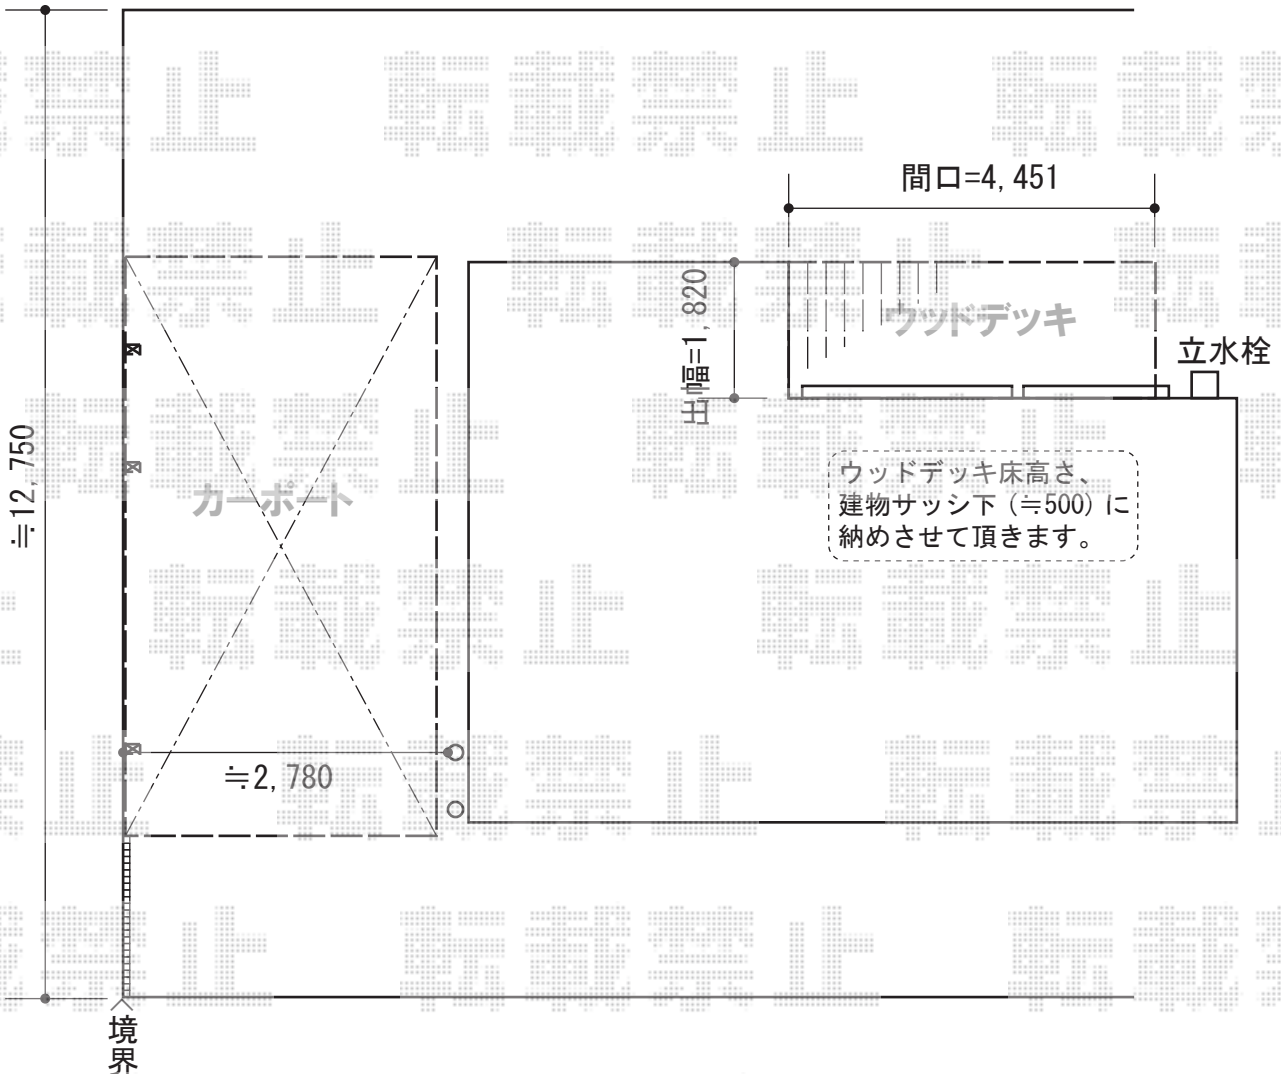 転載禁止
間口=4,451
出幅=1,820
ウッドデッキ
立水栓
≒12,750
カーポート
ウッドデッキ床高さ、
建物サッシ下(≒500)に
納めさせて頂きます。
≒2,780
境界